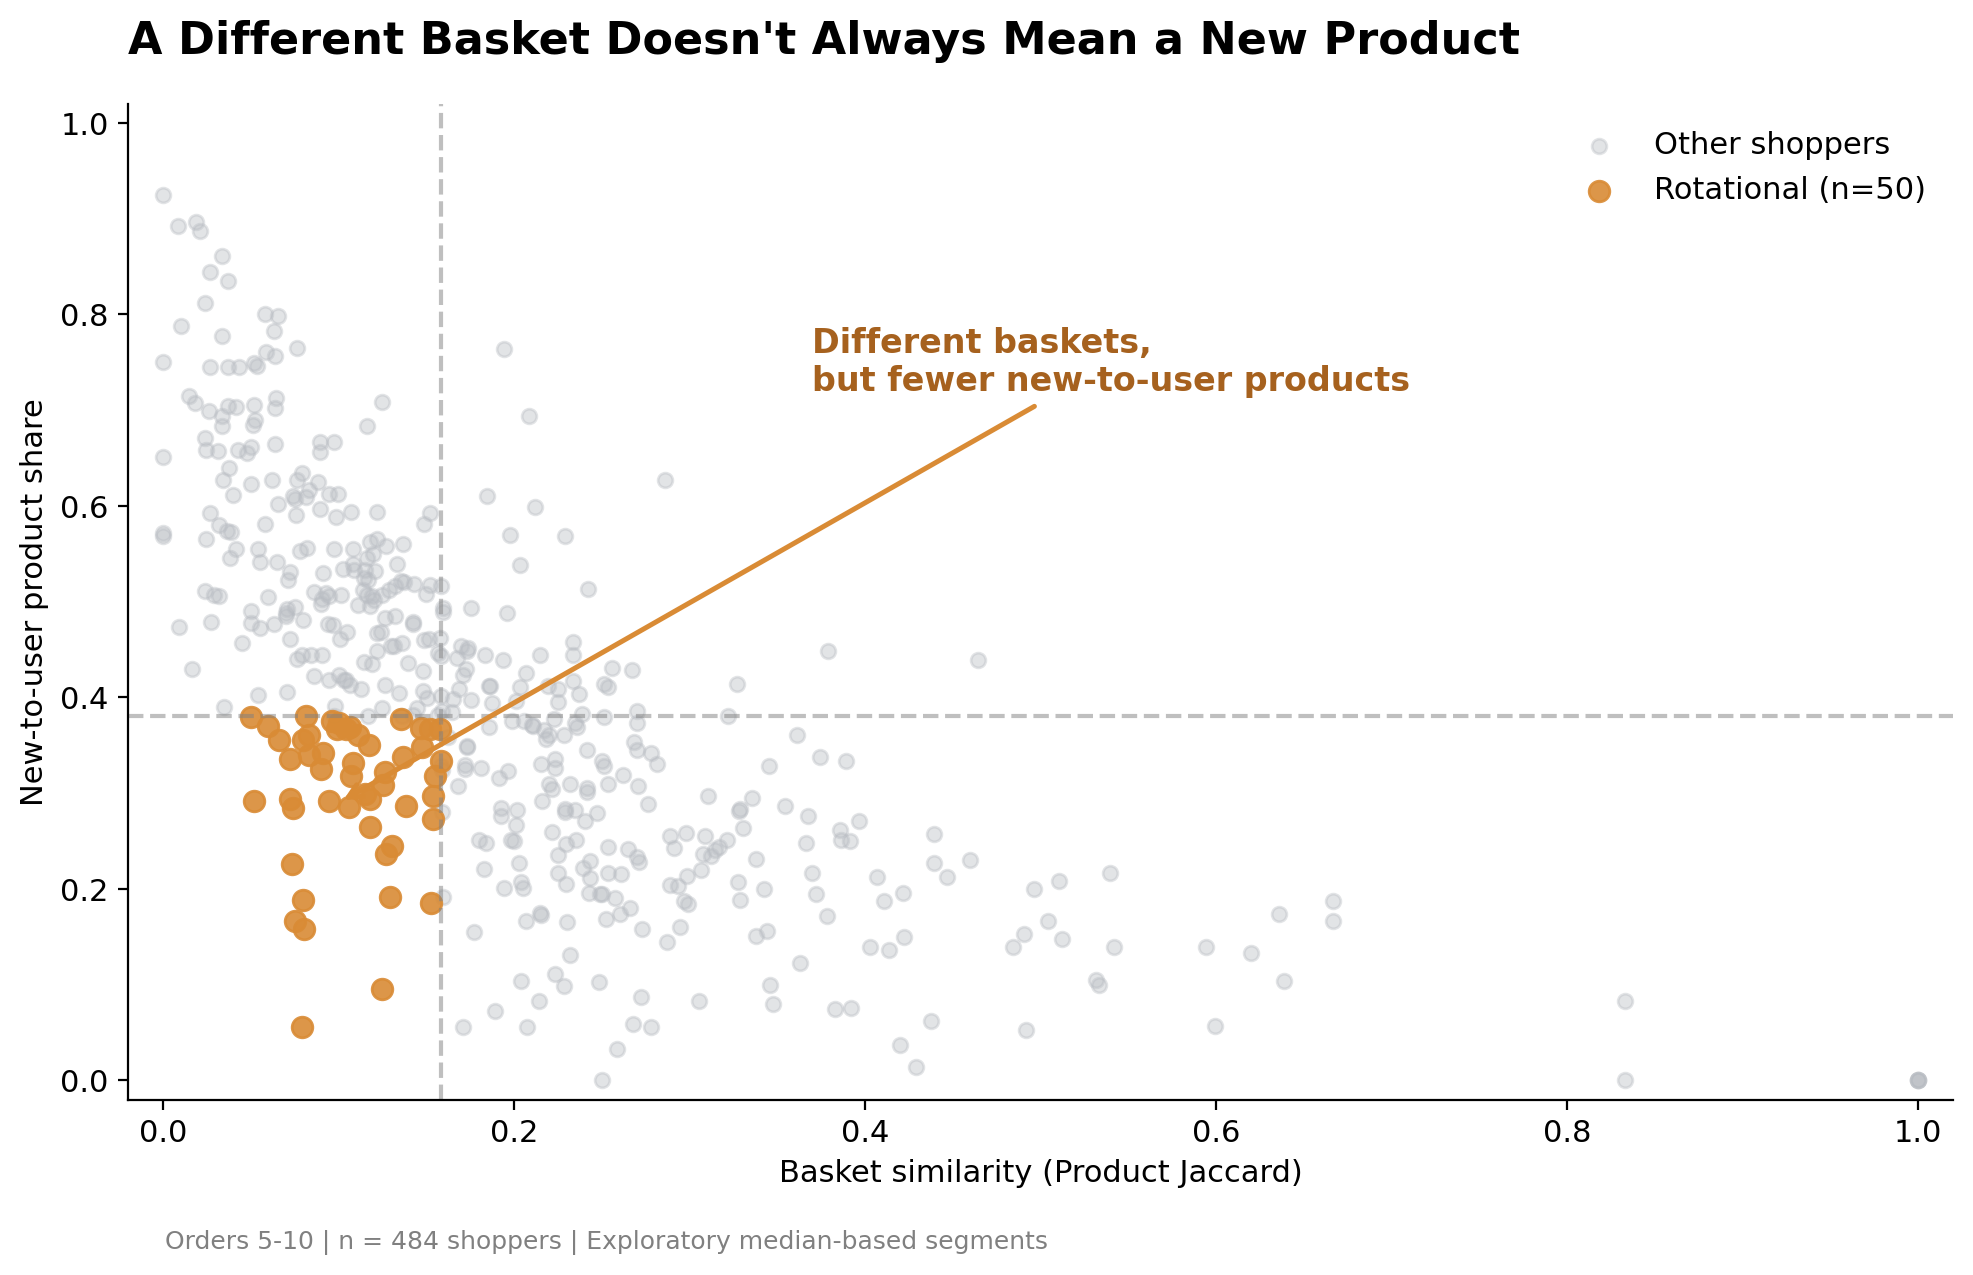 A Different Basket Doesn't Always Mean a New Product
Other shoppers
Rotational (n=50)
Different baskets,
but fewer new-to-user products
New-to-user product share
1.0
0.8
0.6
0.4
0.2
0.0
0.0
0.2
0.4
0.6
0.8
1.0
Basket similarity (Product Jaccard)
Orders 5-10 | n = 484 shoppers | Exploratory median-based segments